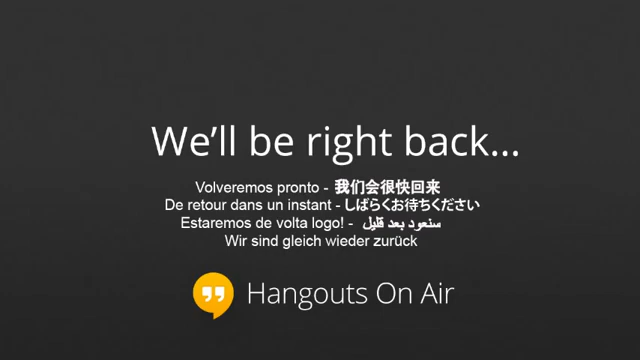 We'll be right back...
Volveremos pronto - 我们会很快回来
De retour dans un instant - しばらくお待ちください
Estaremos de volta logo! - سنعود بعد قليل
Wir sind gleich wieder zurück
Hangouts On Air